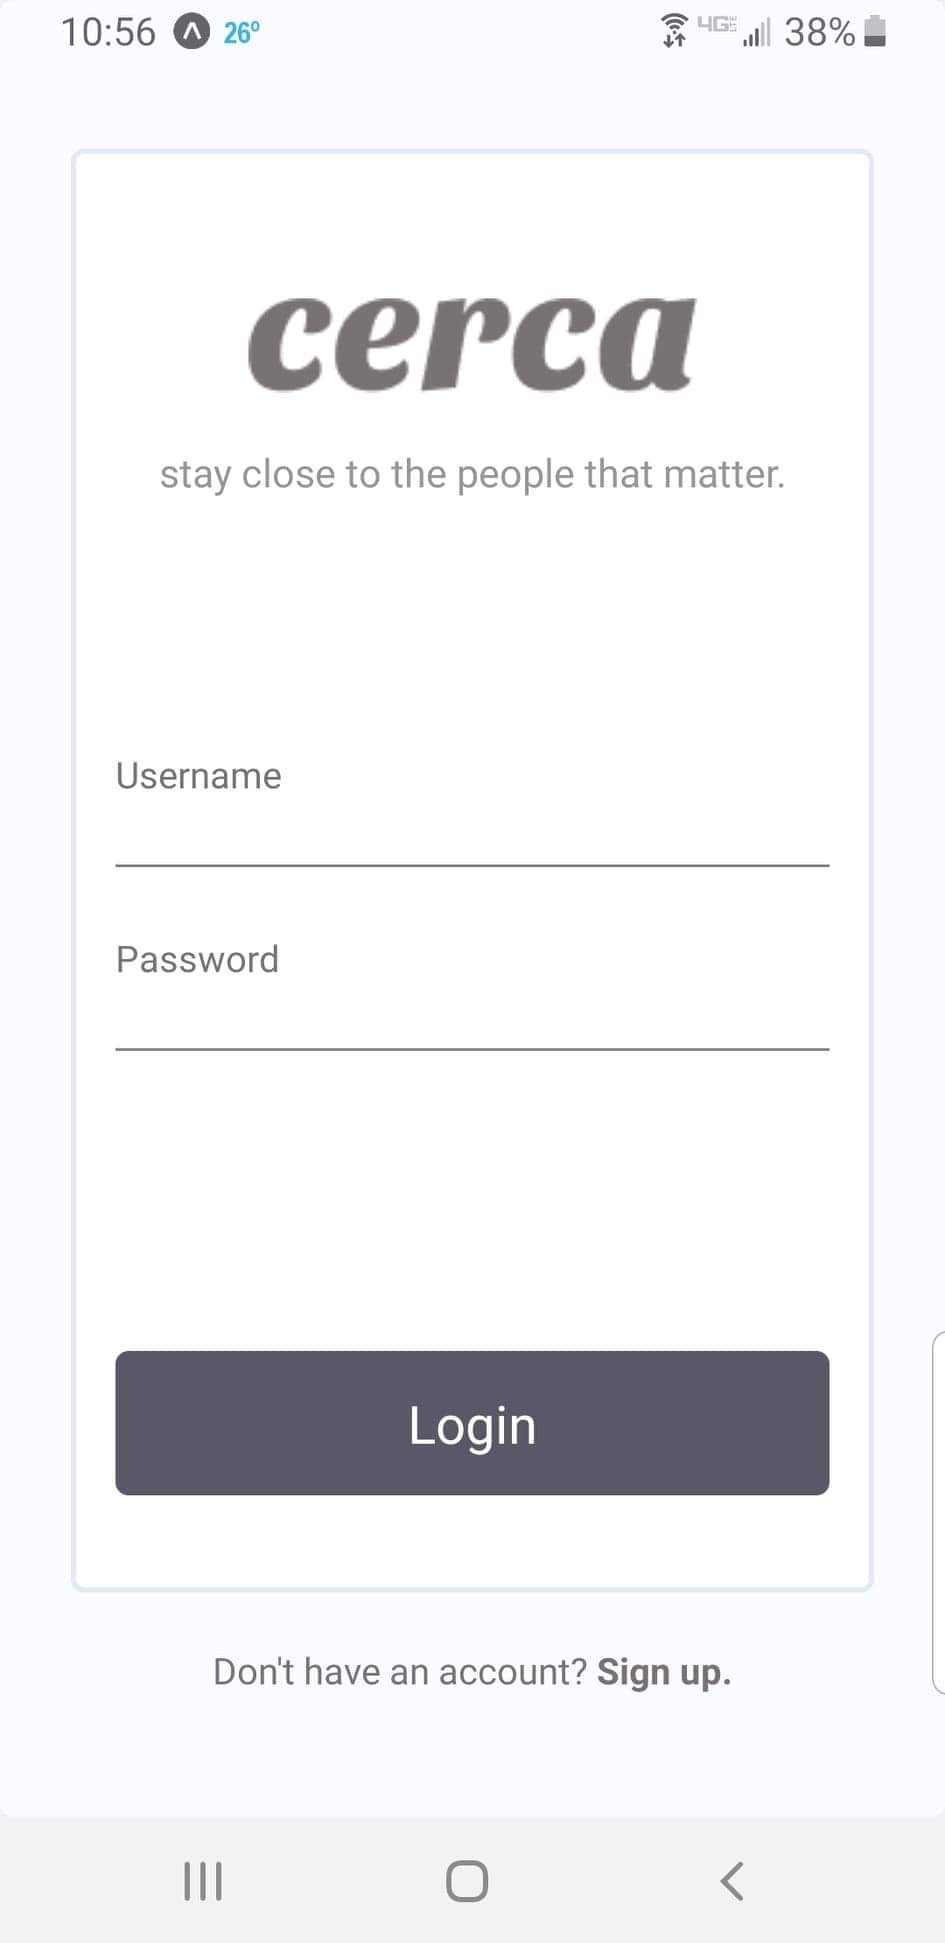 10:56 26° 4G 38%
cerca
stay close to the people that matter.
Username
Password
Login
Don't have an account? Sign up.